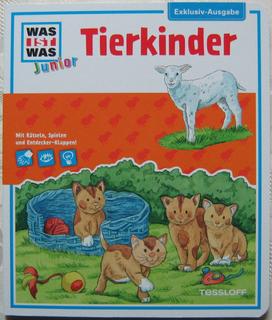 Exklusiv-Ausgabe
WAS
IST
WAS
Junior
Tierkinder
Mit Rätseln, Spielen
und Entdecker-Klappen!
TESSLOFF